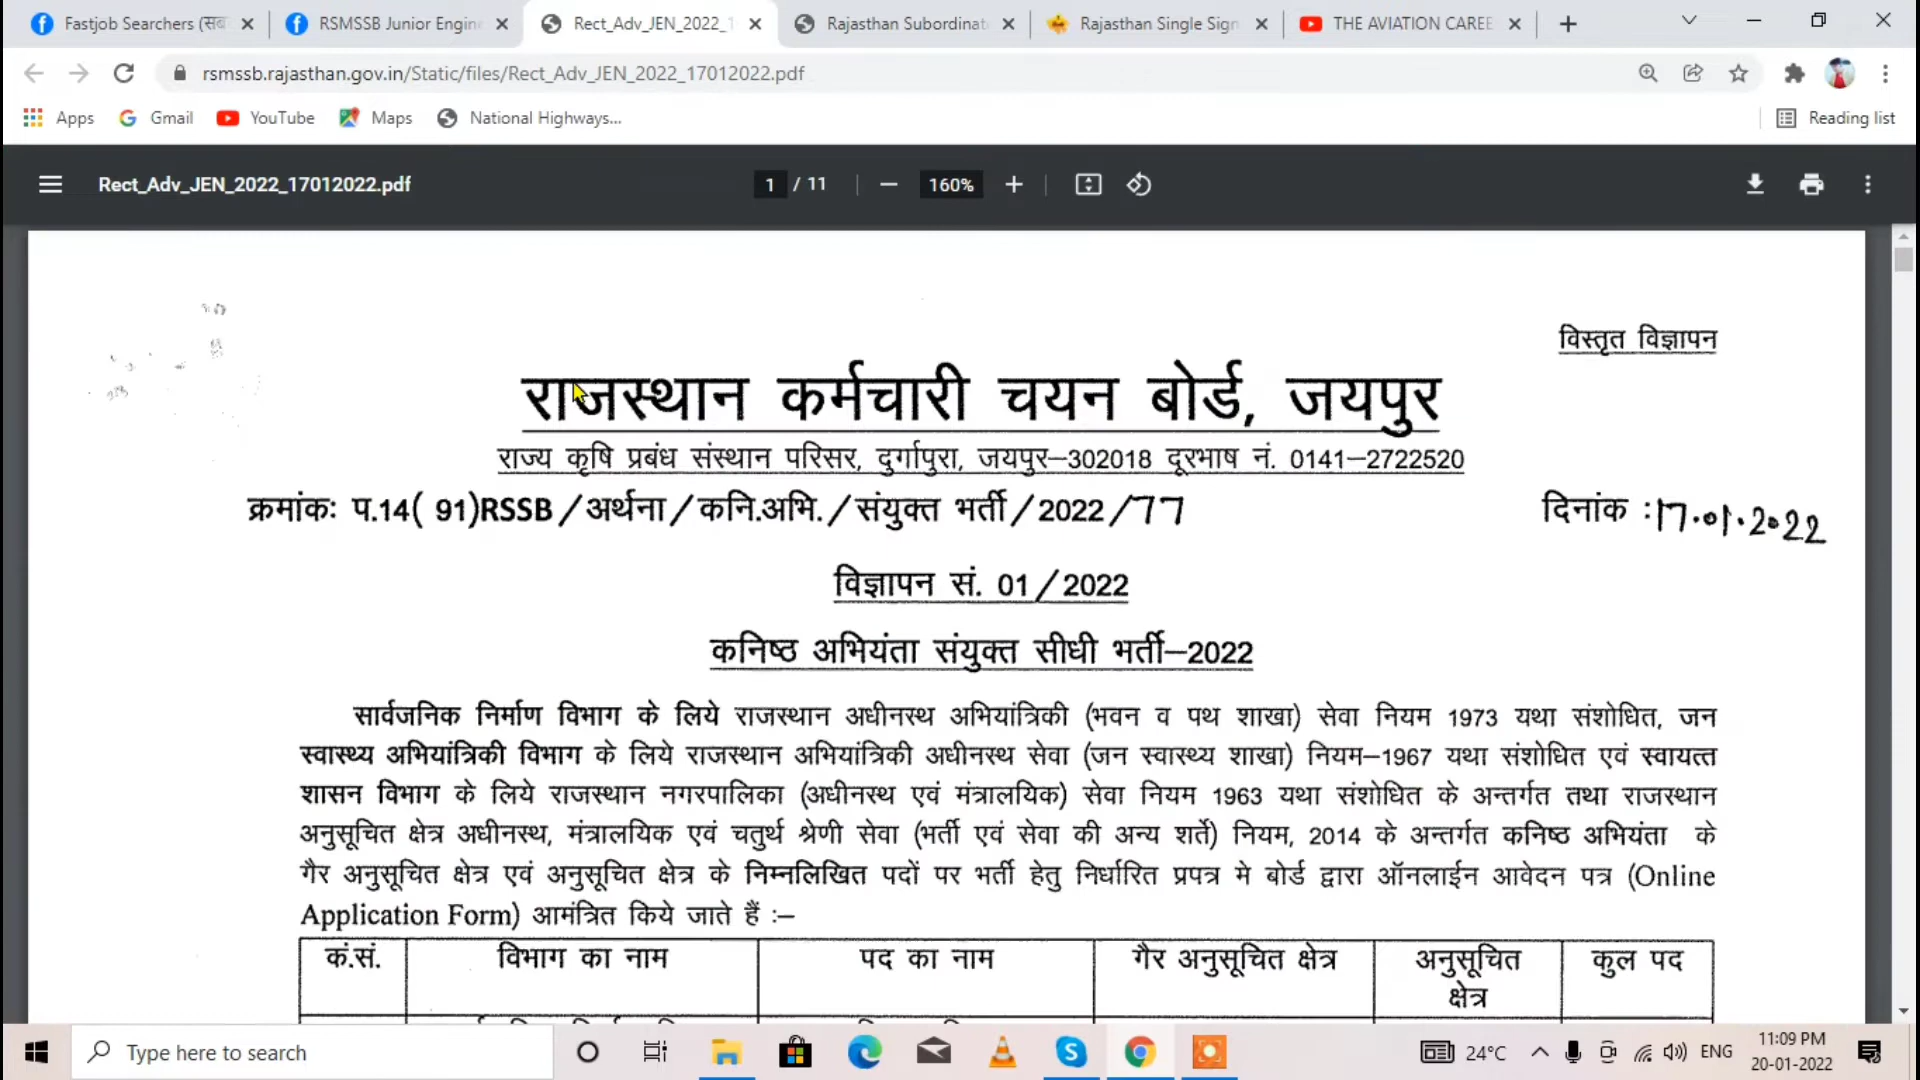 Fastjob Searchers (सब
RSMSSB Junior Engin
Rect_Adv_JEN_2022_1
Rajasthan Subordinat
Rajasthan Single Sign
THE AVIATION CAREE
rsmssb.rajasthan.gov.in/Static/files/Rect_Adv_JEN_2022_17012022.pdf
Apps Gmail YouTube Maps National Highways... Reading list
Rect_Adv_JEN_2022_17012022.pdf 1 / 11 160%
विस्तृत विज्ञापन
राजस्थान कर्मचारी चयन बोर्ड, जयपुर
राज्य कृषि प्रबंध संस्थान परिसर, दुर्गापुरा, जयपुर–302018 दूरभाष नं. 0141–2722520
क्रमांकः प.14( 91)RSSB/अर्थना/कनि.अभि./संयुक्त भर्ती/2022/77 दिनांक :17.01.2022
विज्ञापन सं. 01/2022
कनिष्ठ अभियंता संयुक्त सीधी भर्ती–2022
सार्वजनिक निर्माण विभाग के लिये राजस्थान अधीनस्थ अभियांत्रिकी (भवन व पथ शाखा) सेवा नियम 1973 यथा संशोधित, जन
स्वास्थ्य अभियांत्रिकी विभाग के लिये राजस्थान अभियांत्रिकी अधीनस्थ सेवा (जन स्वास्थ्य शाखा) नियम–1967 यथा संशोधित एवं स्वायत्त
शासन विभाग के लिये राजस्थान नगरपालिका (अधीनस्थ एवं मंत्रालयिक) सेवा नियम 1963 यथा संशोधित के अन्तर्गत तथा राजस्थान
अनुसूचित क्षेत्र अधीनस्थ, मंत्रालयिक एवं चतुर्थ श्रेणी सेवा (भर्ती एवं सेवा की अन्य शर्ते) नियम, 2014 के अन्तर्गत कनिष्ठ अभियंता के
गैर अनुसूचित क्षेत्र एवं अनुसूचित क्षेत्र के निम्नलिखित पदों पर भर्ती हेतु निर्धारित प्रपत्र मे बोर्ड द्वारा ऑनलाईन आवेदन पत्र (Online
Application Form) आमंत्रित किये जाते हैं :–
कं.सं. विभाग का नाम पद का नाम गैर अनुसूचित क्षेत्र अनुसूचित कुल पद
क्षेत्र
Type here to search 24°C ENG 11:09 PM
20-01-2022